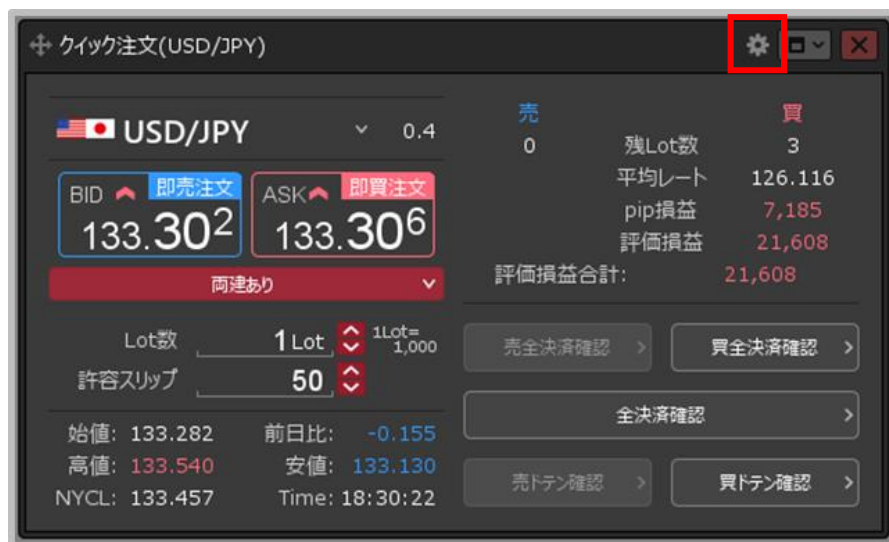 クイック注文(USD/JPY)
USD/JPY 0.4
BID 即売注文 ASK 即買注文
133.302 133.306
両建あり
Lot数 1 Lot 1Lot= 1,000
許容スリップ 50
始値: 133.282 前日比: -0.155
高値: 133.540 安値: 133.130
NYCL: 133.457 Time: 18:30:22
売 買
0 残Lot数 3
平均レート 126.116
pip損益 7,185
評価損益 21,608
評価損益合計: 21,608
売全決済確認 買全決済確認
全決済確認
売ドテン確認 買ドテン確認